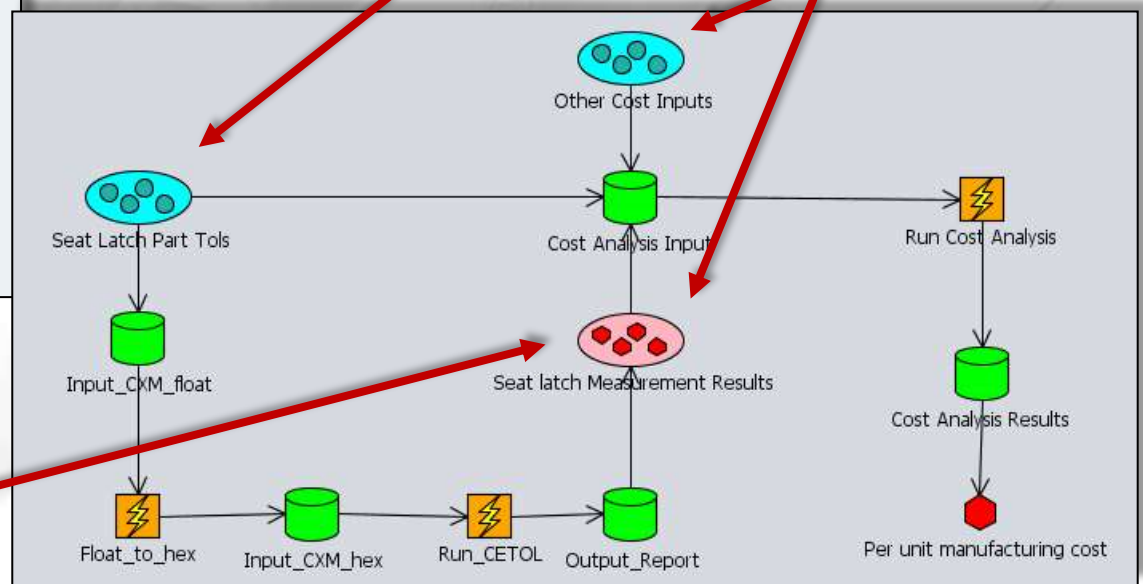 Other Cost Inputs
Seat Latch Part Tols
Cost Analysis Input
Run Cost Analysis
Input_CXM_float
Seat latch Measurement Results
Cost Analysis Results
Float_to_hex
Input_CXM_hex
Run_CETOL
Output_Report
Per unit manufacturing cost